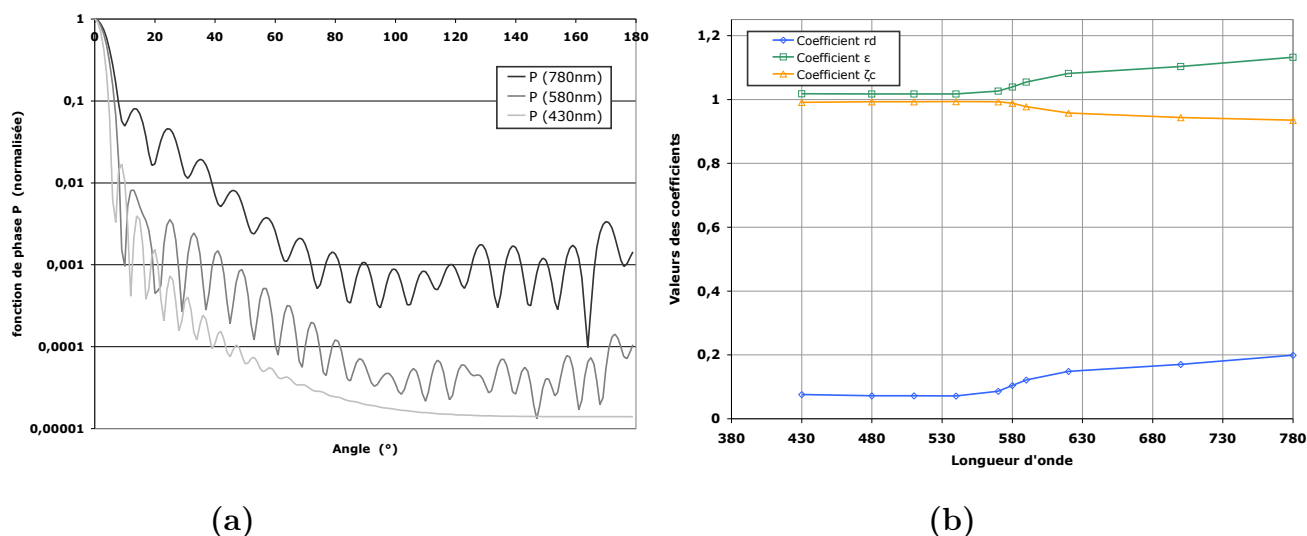 1
0,1
0,01
0,001
0,0001
0,00001
0 20 40 60 80 100 120 140 160 180
fonction de phase P (normalisée)
Angle (°)
P (780nm)
P (580nm)
P (430nm)
(a)
1,2
1
0,8
0,6
0,4
0,2
0
380 430 480 530 580 630 680 730 780
Valeurs des coefficients
Longueur d'onde
Coefficient rd
Coefficient ε
Coefficient ζc
(b)